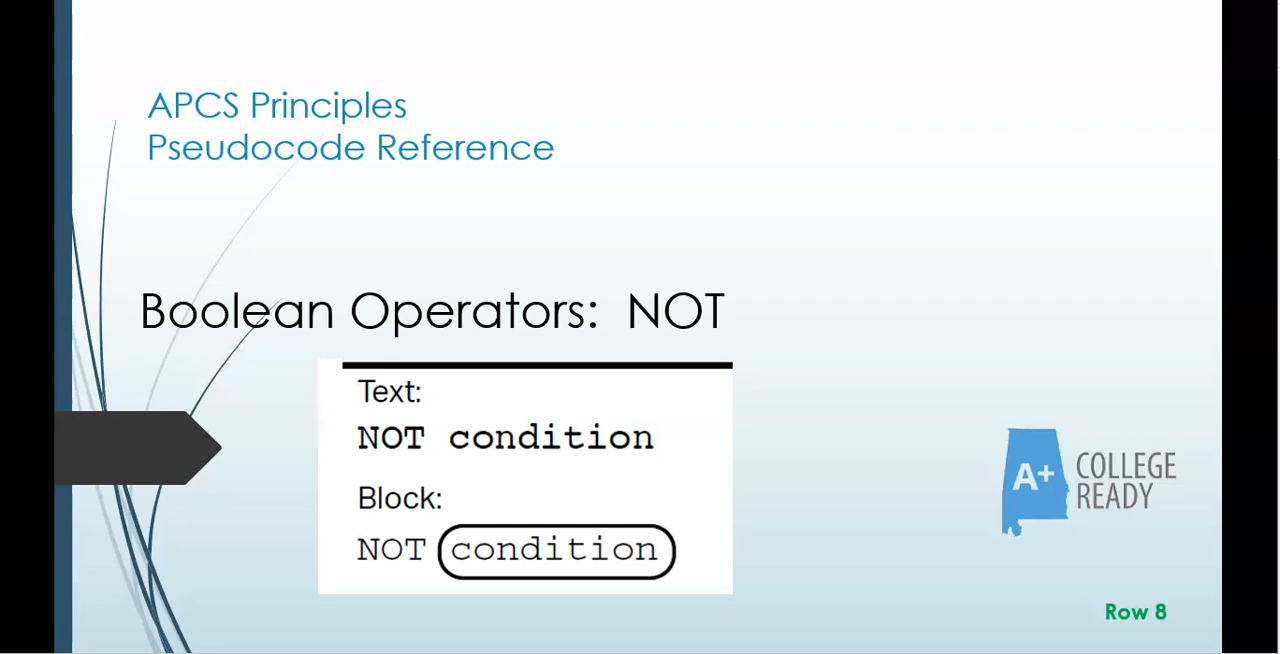 APCS Principles
Pseudocode Reference
Boolean Operators: NOT
Text:
NOT condition
Block:
NOT condition
A+ COLLEGE
READY
Row 8